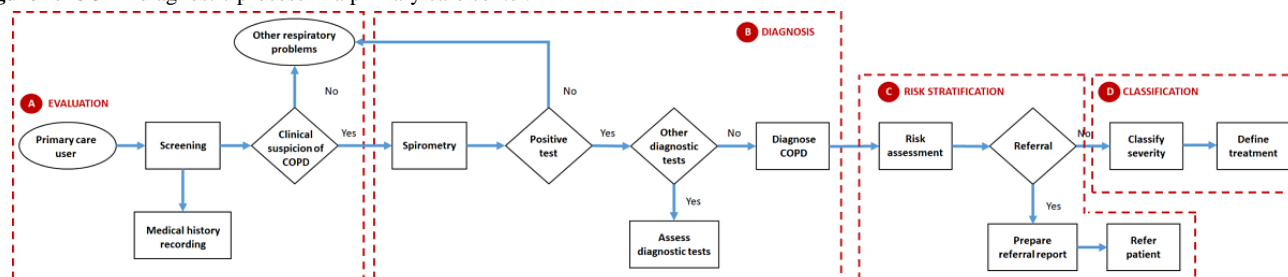 Other respiratory
problems
No
A EVALUATION
Primary care
user
Screening
Clinical
suspicion of
COPD
Yes
Medical history
recording
B DIAGNOSIS
No
Spirometry
Positive
test
Yes
Other
diagnostic
tests
No
Diagnose
COPD
Yes
Assess
diagnostic tests
C RISK STRATIFICATION
Risk
assessment
Referral
No
Yes
Prepare
referral report
Refer
patient
D CLASSIFICATION
Classify
severity
Define
treatment